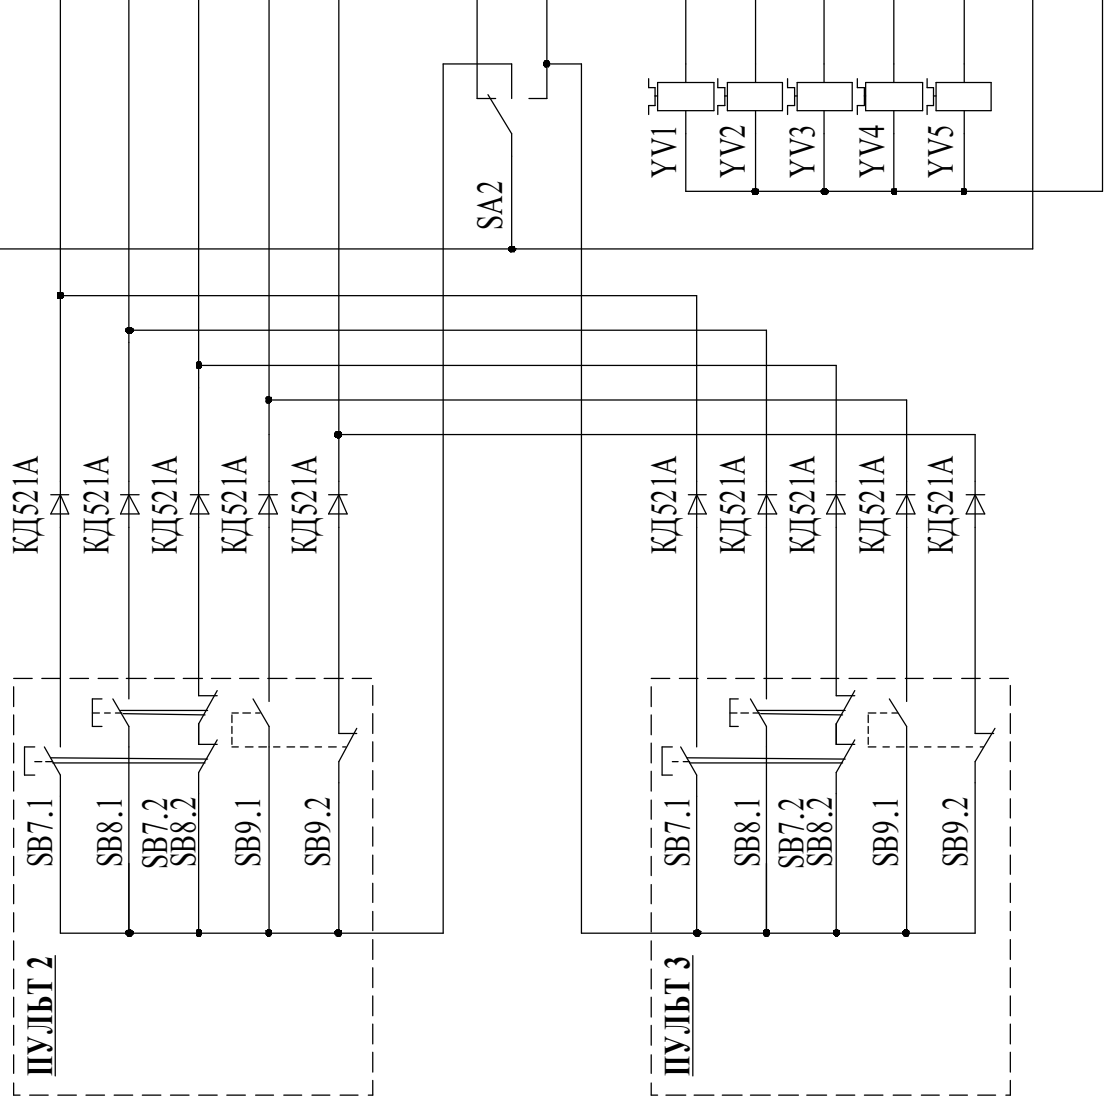 YV1
YV2
YV3
YV4
YV5
SA2
КД521А
КД521А
КД521А
КД521А
КД521А
КД521А
КД521А
КД521А
КД521А
КД521А
SB7.1
SB8.1
SB7.2
SB8.2
SB9.1
SB9.2
SB7.1
SB8.1
SB7.2
SB8.2
SB9.1
SB9.2
ПУЛЬТ 2
ПУЛЬТ 3